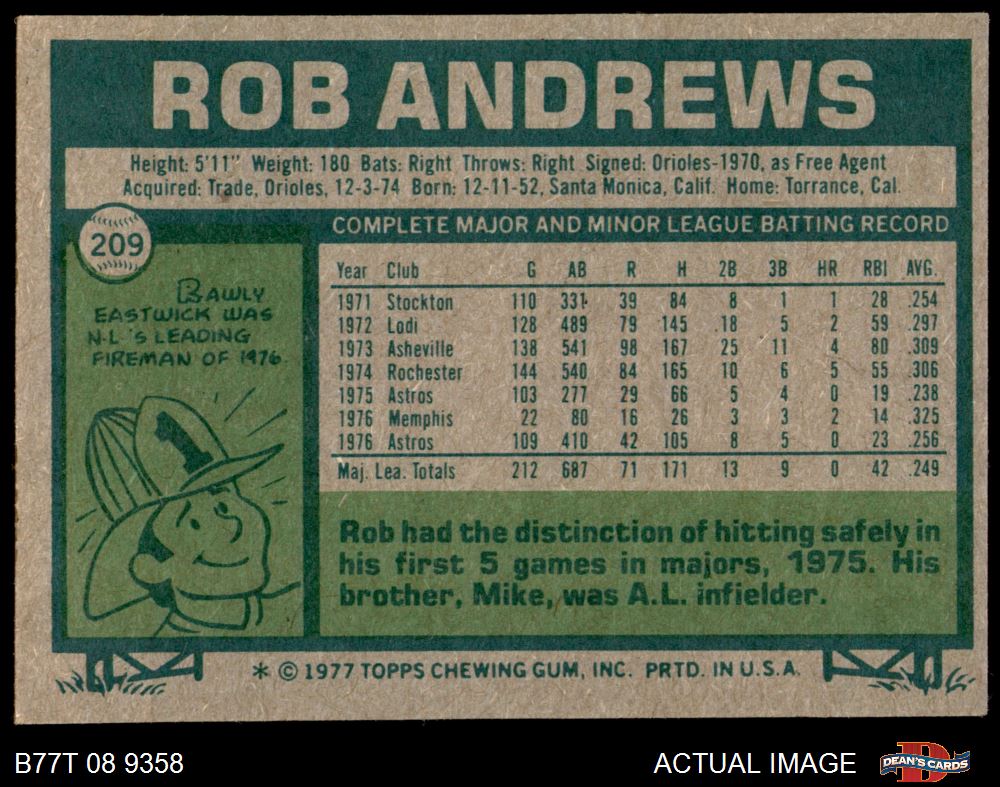 ROB ANDREWS
Height: 5'11" Weight: 180 Bats: Right Throws: Right Signed: Orioles-1970, as Free Agent
Acquired: Trade, Orioles, 12-3-74 Born: 12-11-52, Santa Monica, Calif. Home: Torrance, Cal.
209
RAWLY
EASTWICK WAS
N.L.'S LEADING
FIREMAN OF 1976
COMPLETE MAJOR AND MINOR LEAGUE BATTING RECORD
Year Club G AB R H 2B 3B HR RBI AVG.
1971 Stockton 110 331 39 84 8 1 1 28 .254
1972 Lodi 128 489 79 145 18 5 2 59 .297
1973 Asheville 138 541 98 167 25 11 4 80 .309
1974 Rochester 144 540 84 165 10 6 5 55 .306
1975 Astros 103 277 29 66 5 4 0 19 .238
1976 Memphis 22 80 16 26 3 3 2 14 .325
1976 Astros 109 410 42 105 8 5 0 23 .256
Maj. Lea. Totals 212 687 71 171 13 9 0 42 .249
Rob had the distinction of hitting safely in
his first 5 games in majors, 1975. His
brother, Mike, was A.L. infielder.
* © 1977 TOPPS CHEWING GUM, INC. PRTD. IN U.S.A.
B77T 08 9358
ACTUAL IMAGE
DEAN'S CARDS